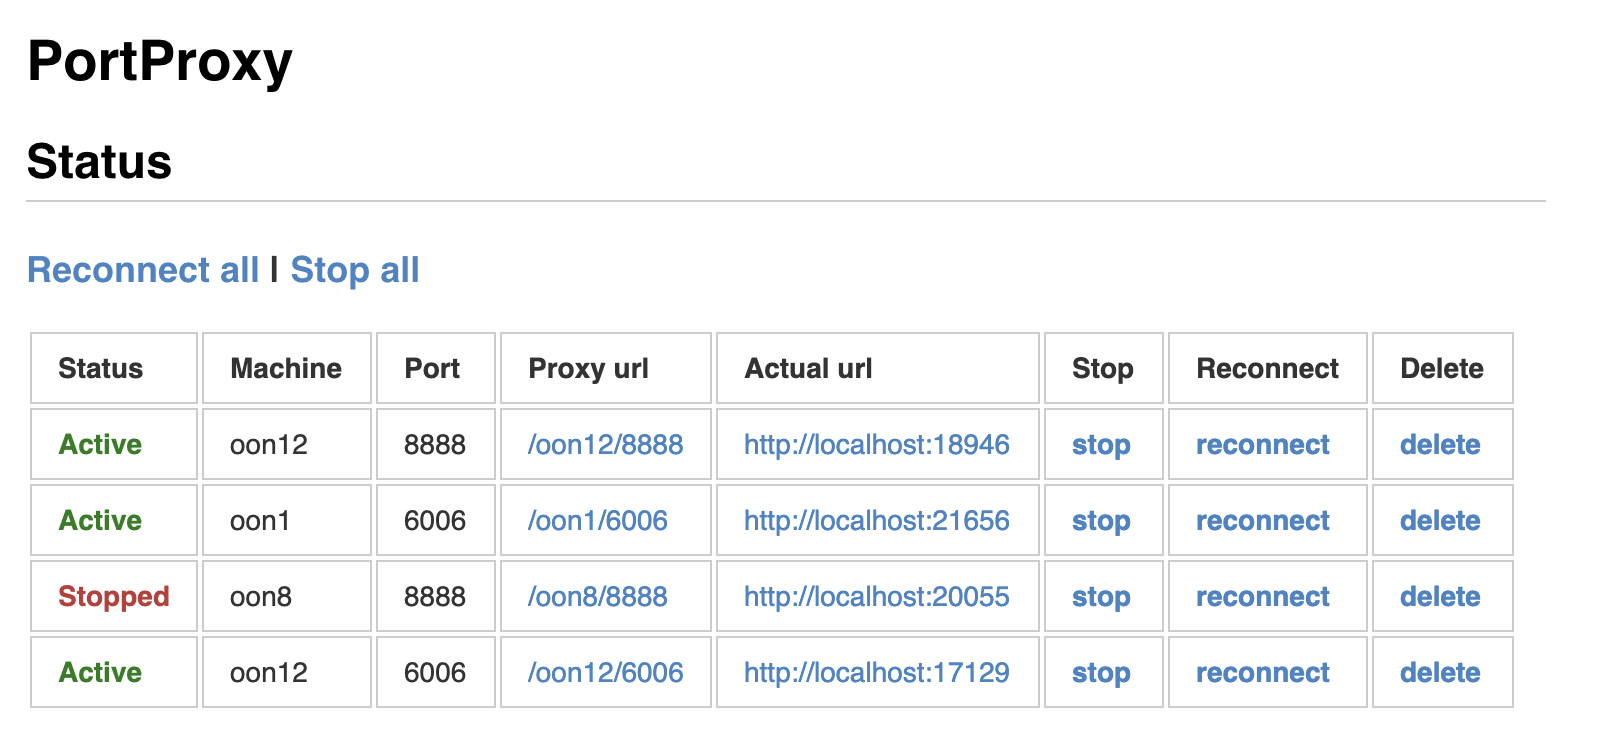 PortProxy
Status
Reconnect all | Stop all
Status Machine Port Proxy url Actual url Stop Reconnect Delete
Active oon12 8888 /oon12/8888 http://localhost:18946 stop reconnect delete
Active oon1 6006 /oon1/6006 http://localhost:21656 stop reconnect delete
Stopped oon8 8888 /oon8/8888 http://localhost:20055 stop reconnect delete
Active oon12 6006 /oon12/6006 http://localhost:17129 stop reconnect delete